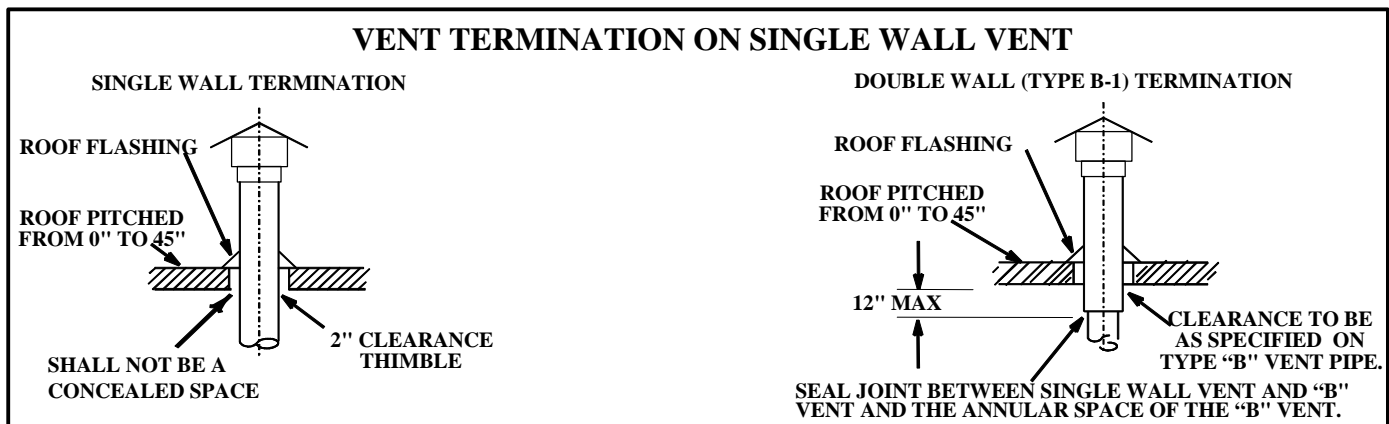 VENT TERMINATION ON SINGLE WALL VENT
SINGLE WALL TERMINATION
ROOF FLASHING
ROOF PITCHED
FROM 0" TO 45"
SHALL NOT BE A
CONCEALED SPACE
2" CLEARANCE
THIMBLE
DOUBLE WALL (TYPE B-1) TERMINATION
ROOF FLASHING
ROOF PITCHED
FROM 0" TO 45"
12" MAX
CLEARANCE TO BE
AS SPECIFIED ON
TYPE “B” VENT PIPE.
SEAL JOINT BETWEEN SINGLE WALL VENT AND “B"
VENT AND THE ANNULAR SPACE OF THE “B” VENT.